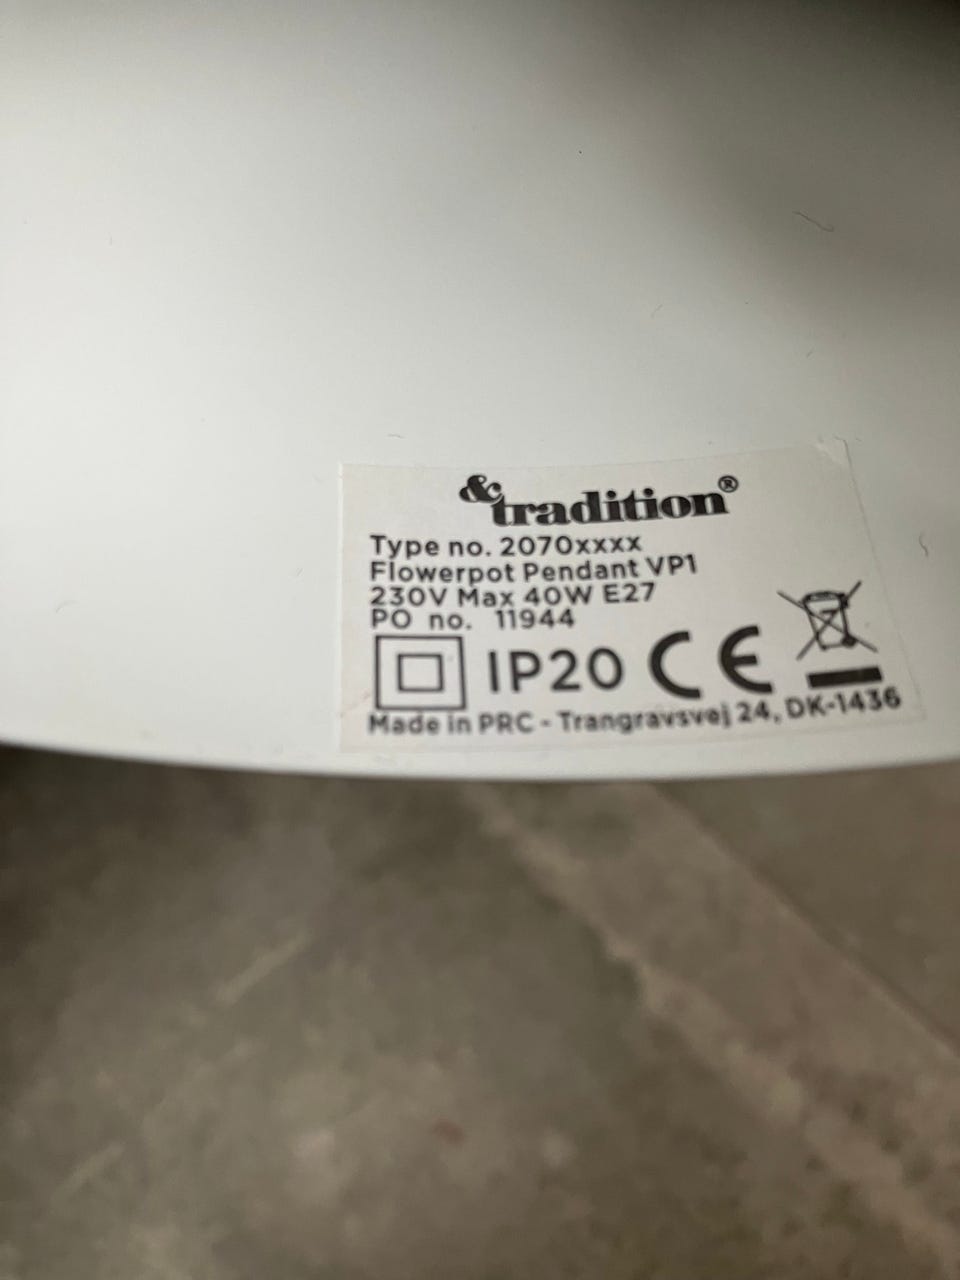 &tradition®
Type no. 2070xxxx
Flowerpot Pendant VP1
230V Max 40W E27
PO no. 11944
IP20 CE
Made in PRC - Trangravsvej 24, DK-1436